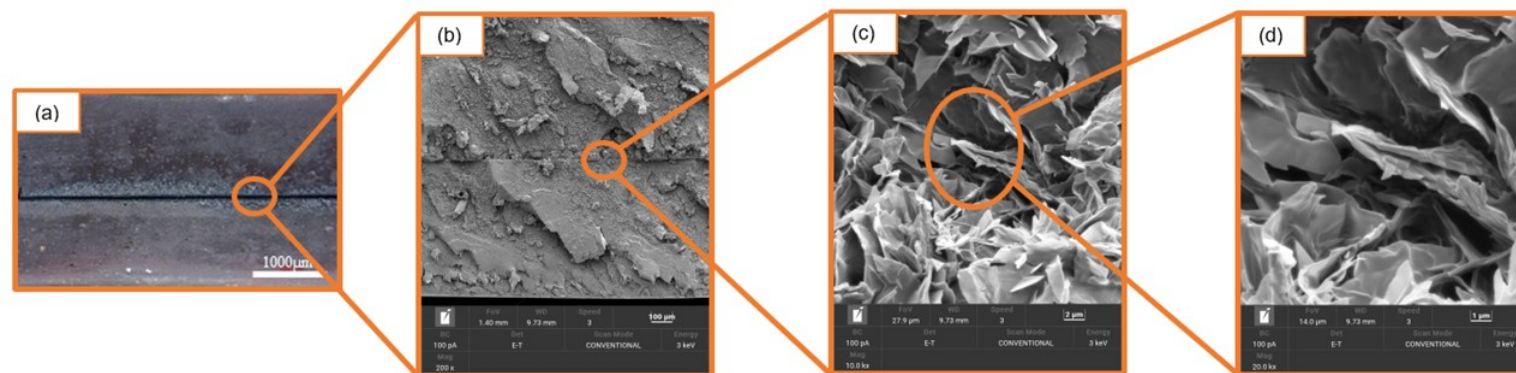 (a)
1000μm
(b)
FoV WD Speed
1.40 mm 9.73 mm 3 100 μm
BC Det Scan Mode Energy
100 pA E-T CONVENTIONAL 3 keV
Mag
200 x
(c)
FoV WD Speed
27.9 μm 9.73 mm 3 2 μm
BC Det Scan Mode Energy
100 pA E-T CONVENTIONAL 3 keV
Mag
10.0 kx
(d)
FoV WD Speed
14.0 μm 9.73 mm 3 1 μm
BC Det Scan Mode Energy
100 pA E-T CONVENTIONAL 3 keV
Mag
20.0 kx